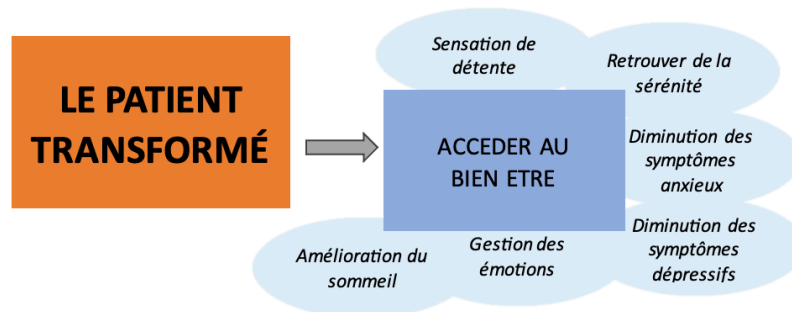 LE PATIENT
TRANSFORMÉ
ACCEDER AU
BIEN ETRE
Sensation de
détente
Retrouver de la
sérénité
Diminution des
symptômes
anxieux
Diminution des
symptômes
dépressifs
Gestion des
émotions
Amélioration du
sommeil